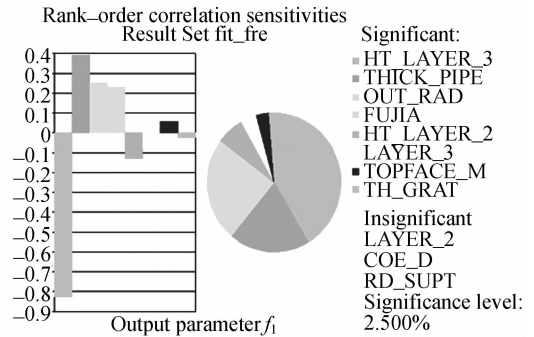 Rank–order correlation sensitivities
Result Set fit_fre
0.4
0.3
0.2
0.1
0
–0.1
–0.2
–0.3
–0.4
–0.5
–0.6
–0.7
–0.8
–0.9
Output parameter f1
Significant:
HT_LAYER_3
THICK_PIPE
OUT_RAD
FUJIA
HT_LAYER_2
LAYER_3
TOPFACE_M
TH_GRAT
Insignificant
LAYER_2
COE_D
RD_SUPT
Significance level:
2.500%